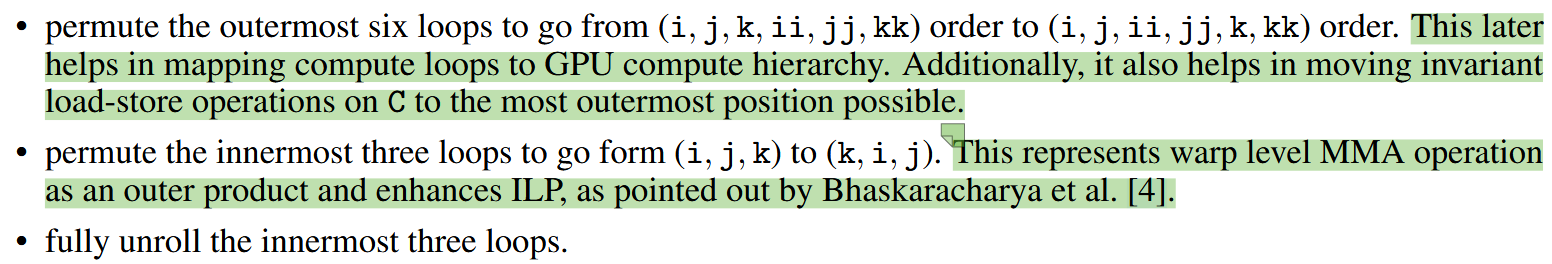 • permute the outermost six loops to go from (i, j, k, ii, jj, kk) order to (i, j, ii, jj, k, kk) order. This later
helps in mapping compute loops to GPU compute hierarchy. Additionally, it also helps in moving invariant
load-store operations on C to the most outermost position possible.
• permute the innermost three loops to go form (i, j, k) to (k, i, j). This represents warp level MMA operation
as an outer product and enhances ILP, as pointed out by Bhaskaracharya et al. [4].
• fully unroll the innermost three loops.